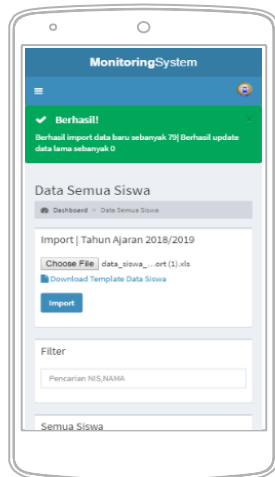 MonitoringSystem
Berhasil!
Berhasil import data baru sebanyak 79| Berhasil update
data lama sebanyak 0
Data Semua Siswa
Dashboard > Data Semua Siswa
Import | Tahun Ajaran 2018/2019
Choose File data_siswa_...ort (1).xls
Download Template Data Siswa
Import
Filter
Pencarian NIS,NAMA
Semua Siswa